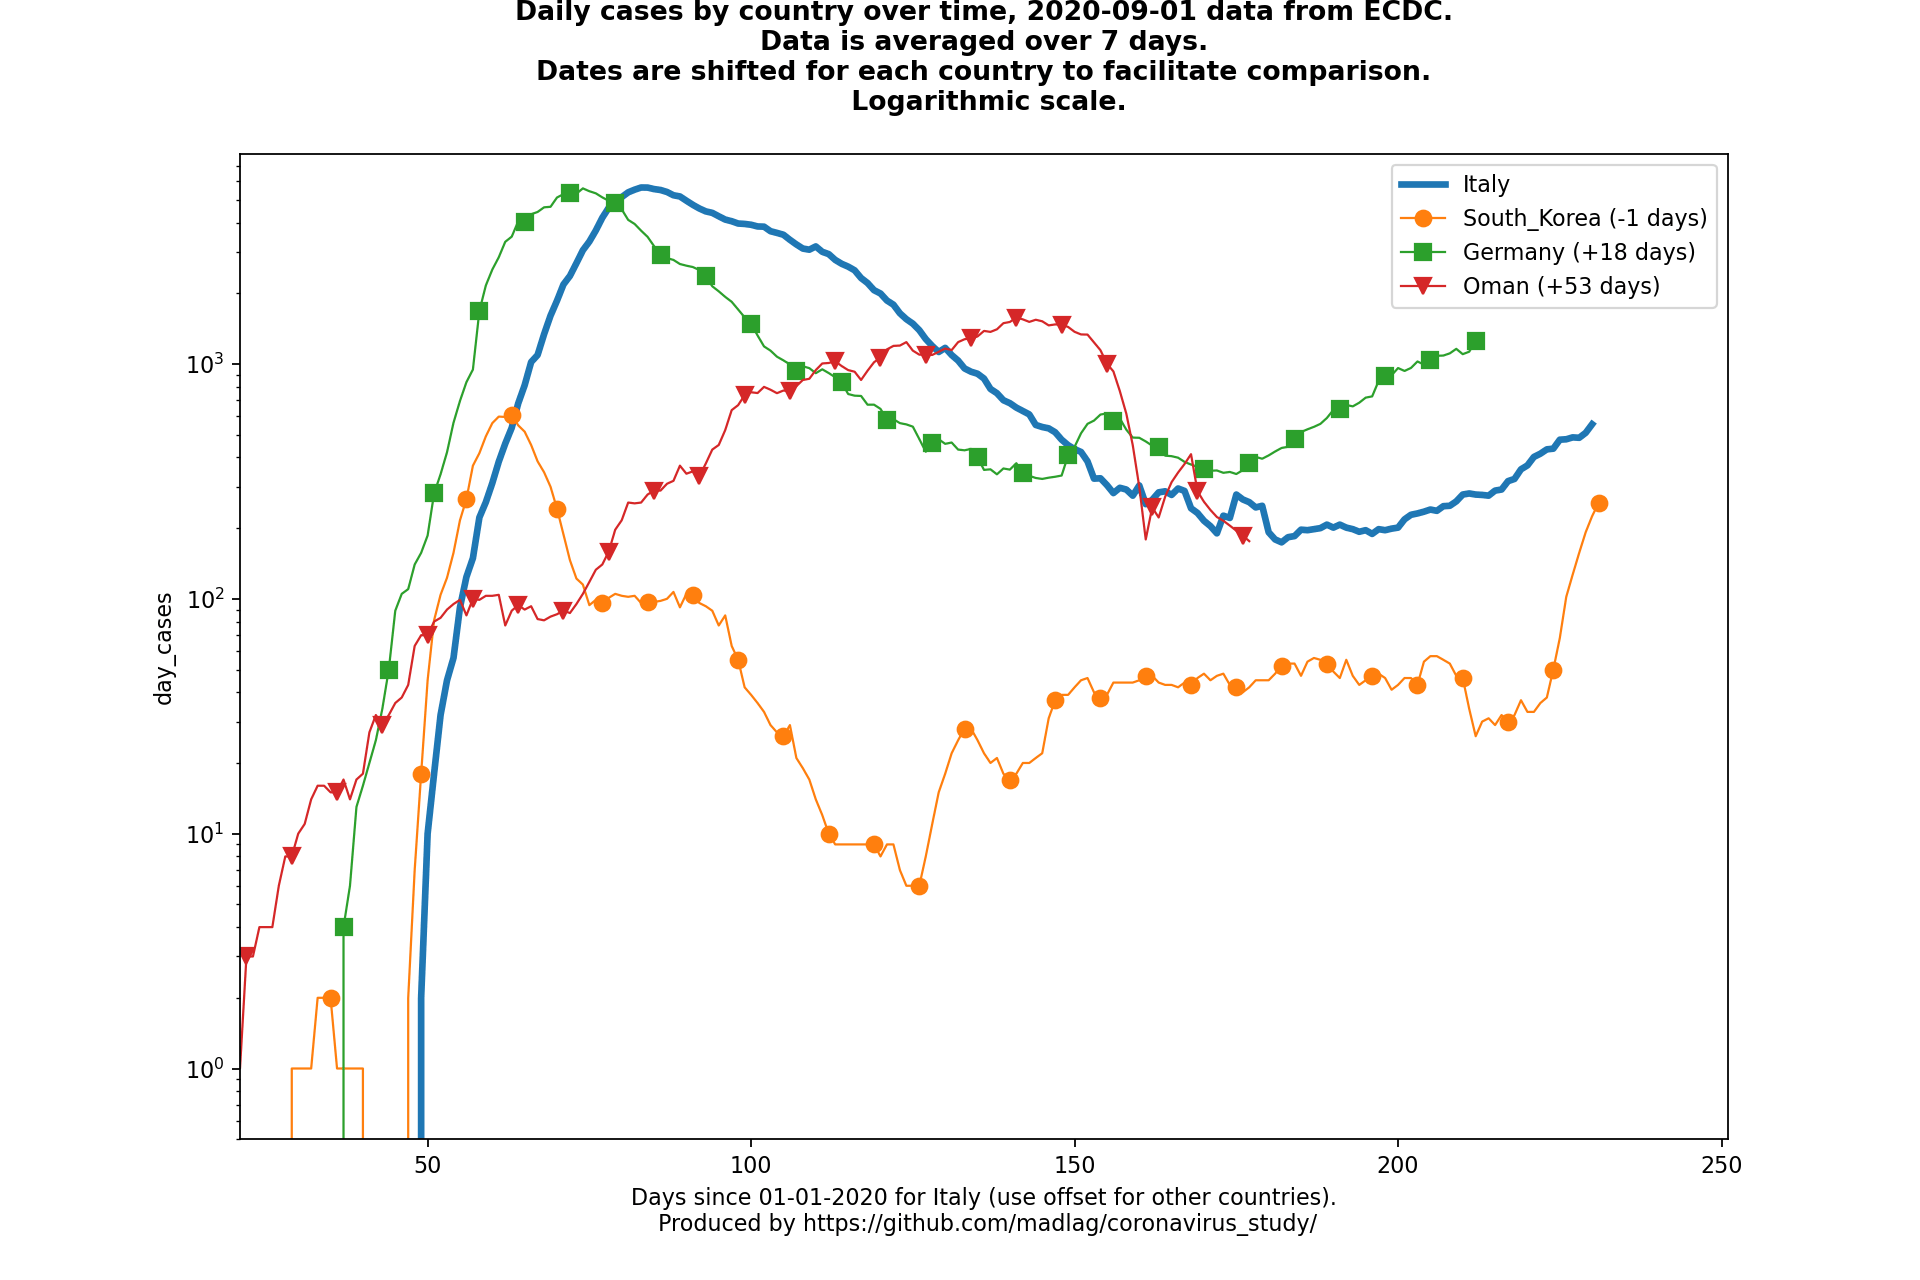 Daily cases by country over time, 2020-09-01 data from ECDC.
Data is averaged over 7 days.
Dates are shifted for each country to facilitate comparison.
Logarithmic scale.
Italy
South_Korea (-1 days)
Germany (+18 days)
Oman (+53 days)
day_cases
10³
10²
10¹
10⁰
50 100 150 200 250
Days since 01-01-2020 for Italy (use offset for other countries).
Produced by https://github.com/madlag/coronavirus_study/